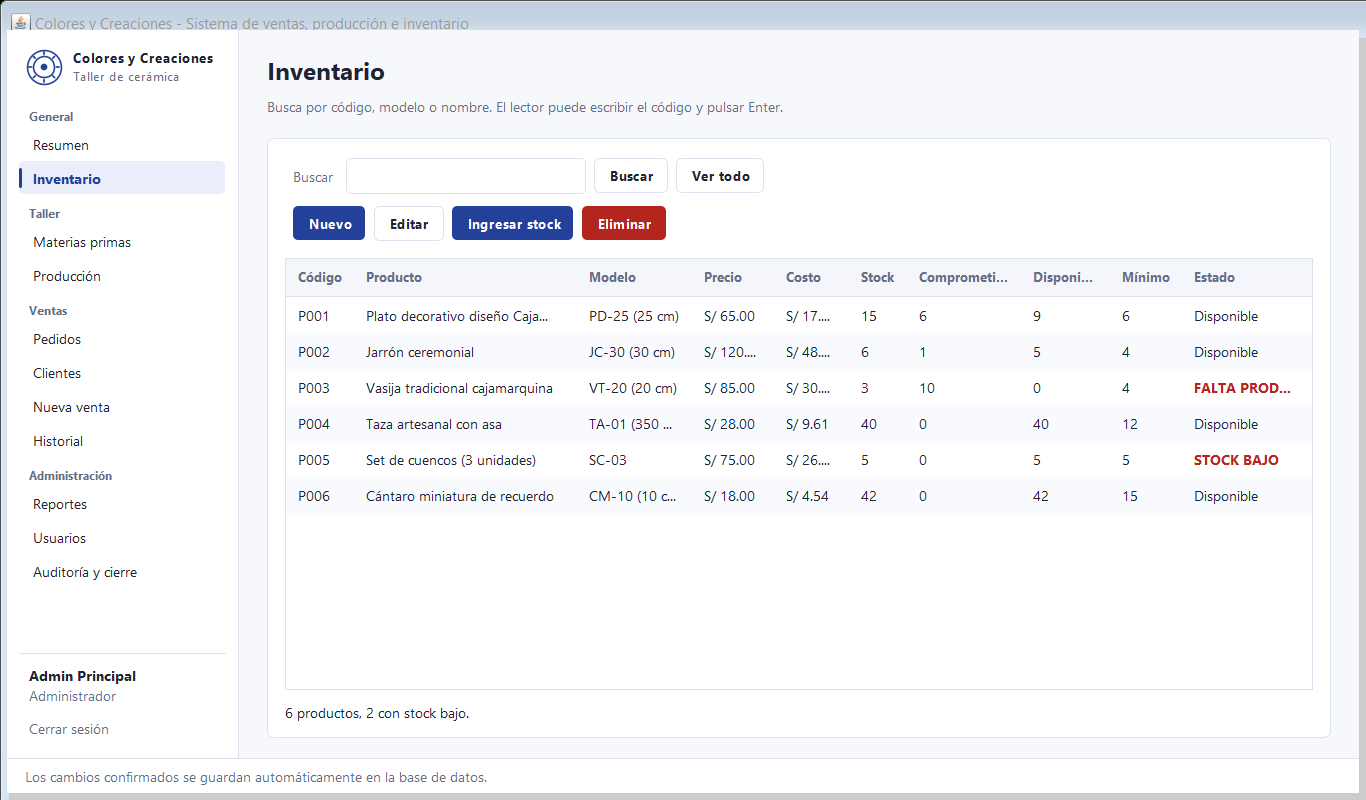 Colores y Creaciones - Sistema de ventas, producción e inventario
Colores y Creaciones
Taller de cerámica
General
Resumen
Inventario
Taller
Materias primas
Producción
Ventas
Pedidos
Clientes
Nueva venta
Historial
Administración
Reportes
Usuarios
Auditoría y cierre
Admin Principal
Administrador
Cerrar sesión
Inventario
Busca por código, modelo o nombre. El lector puede escribir el código y pulsar Enter.
Buscar Buscar Ver todo
Nuevo Editar Ingresar stock Eliminar
Código Producto Modelo Precio Costo Stock Comprometi... Disponi... Mínimo Estado
P001 Plato decorativo diseño Caja... PD-25 (25 cm) S/ 65.00 S/ 17.... 15 6 9 6 Disponible
P002 Jarrón ceremonial JC-30 (30 cm) S/ 120.... S/ 48.... 6 1 5 4 Disponible
P003 Vasija tradicional cajamarquina VT-20 (20 cm) S/ 85.00 S/ 30.... 3 10 0 4 FALTA PROD...
P004 Taza artesanal con asa TA-01 (350 ... S/ 28.00 S/ 9.61 40 0 40 12 Disponible
P005 Set de cuencos (3 unidades) SC-03 S/ 75.00 S/ 26.... 5 0 5 5 STOCK BAJO
P006 Cántaro miniatura de recuerdo CM-10 (10 c... S/ 18.00 S/ 4.54 42 0 42 15 Disponible
6 productos, 2 con stock bajo.
Los cambios confirmados se guardan automáticamente en la base de datos.